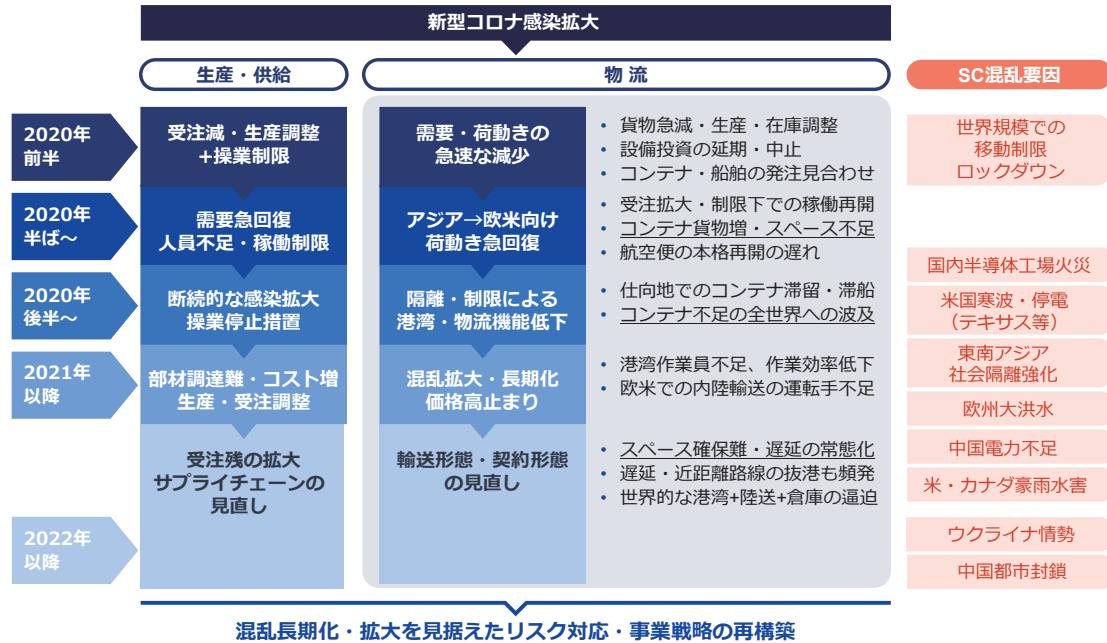 新型コロナ感染拡大
生産・供給
物 流
SC混乱要因
2020年
前半
受注減・生産調整
+操業制限
需要・荷動きの
急速な減少
• 貨物急減・生産・在庫調整
• 設備投資の延期・中止
• コンテナ・船舶の発注見合わせ
世界規模での
移動制限
ロックダウン
2020年
半ば～
需要急回復
人員不足・稼働制限
アジア→欧米向け
荷動き急回復
• 受注拡大・制限下での稼働再開
• コンテナ貨物増・スペース不足
• 航空便の本格再開の遅れ
国内半導体工場火災
2020年
後半～
断続的な感染拡大
操業停止措置
隔離・制限による
港湾・物流機能低下
• 仕向地でのコンテナ滞留・滞船
• コンテナ不足の全世界への波及
米国寒波・停電
（テキサス等）
2021年
以降
部材調達難・コスト増
生産・受注調整
混乱拡大・長期化
価格高止まり
• 港湾作業員不足、作業効率低下
• 欧米での内陸輸送の運転手不足
東南アジア
社会隔離強化
欧州大洪水
受注残の拡大
サプライチェーンの
見直し
輸送形態・契約形態
の見直し
• スペース確保難・遅延の常態化
• 遅延・近距離路線の抜港も頻発
• 世界的な港湾+陸送+倉庫の逼迫
中国電力不足
米・カナダ豪雨水害
2022年
以降
ウクライナ情勢
中国都市封鎖
混乱長期化・拡大を見据えたリスク対応・事業戦略の再構築